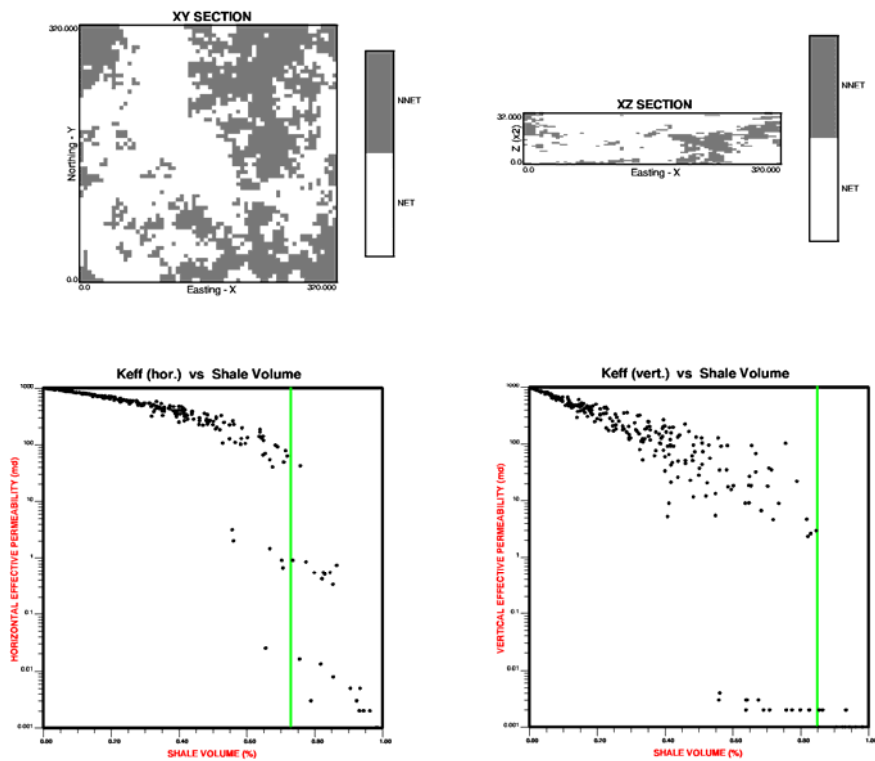 XY SECTION
320.000
Northing - Y
0.0
0.0
Easting - X
320.000
NNET
NET
XZ SECTION
32.000
Z (x2)
0.0
0.0
Easting - X
320.000
NNET
NET
Keff (hor.) vs Shale Volume
1000
100
10
1
0.1
0.01
0.001
HORIZONTAL EFFECTIVE PERMEABILITY (md)
0.00
0.20
0.40
0.60
0.80
1.00
SHALE VOLUME (%)
Keff (vert.) vs Shale Volume
1000
100
10
1
0.1
0.01
0.001
VERTICAL EFFECTIVE PERMEABILITY (md)
0.00
0.20
0.40
0.60
0.80
1.00
SHALE VOLUME (%)